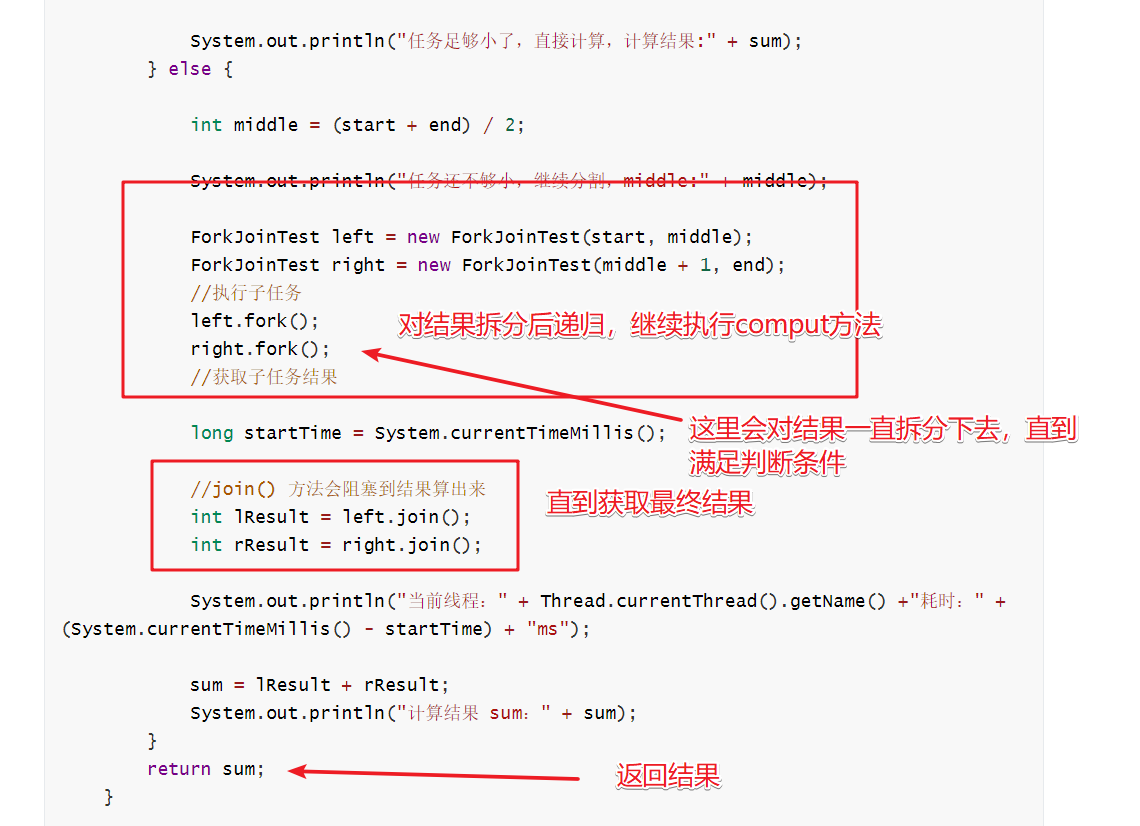 System.out.println("任务足够小了，直接计算，计算结果:" + sum);
} else {
int middle = (start + end) / 2;
System.out.println("任务还不够小，继续分割，middle:" + middle);
ForkJoinTest left = new ForkJoinTest(start, middle);
ForkJoinTest right = new ForkJoinTest(middle + 1, end);
//执行子任务
left.fork();
对结果拆分后递归，继续执行comput方法
right.fork();
//获取子任务结果
long startTime = System.currentTimeMillis();
这里会对结果一直拆分下去，直到
满足判断条件
//join() 方法会阻塞到结果算出来
直到获取最终结果
int lResult = left.join();
int rResult = right.join();
System.out.println("当前线程：" + Thread.currentThread().getName() +"耗时：" +
(System.currentTimeMillis() - startTime) + "ms");
sum = lResult + rResult;
System.out.println("计算结果 sum：" + sum);
}
return sum;
返回结果
}